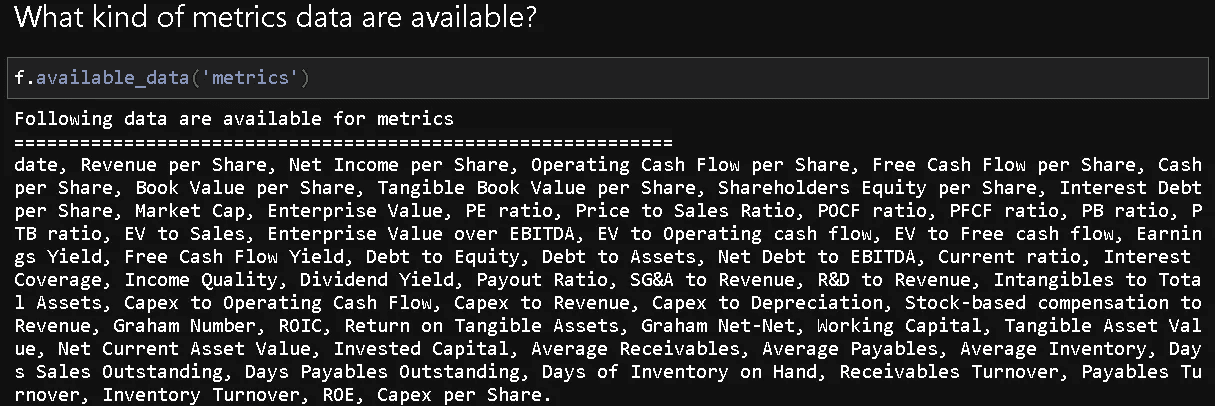 What kind of metrics data are available?
f.available_data('metrics')
Following data are available for metrics
============================================================
date, Revenue per Share, Net Income per Share, Operating Cash Flow per Share, Free Cash Flow per Share, Cash
per Share, Book Value per Share, Tangible Book Value per Share, Shareholders Equity per Share, Interest Debt
per Share, Market Cap, Enterprise Value, PE ratio, Price to Sales Ratio, POCF ratio, PFCF ratio, PB ratio, P
TB ratio, EV to Sales, Enterprise Value over EBITDA, EV to Operating cash flow, EV to Free cash flow, Earnin
gs Yield, Free Cash Flow Yield, Debt to Equity, Debt to Assets, Net Debt to EBITDA, Current ratio, Interest
Coverage, Income Quality, Dividend Yield, Payout Ratio, SG&A to Revenue, R&D to Revenue, Intangibles to Tota
l Assets, Capex to Operating Cash Flow, Capex to Revenue, Capex to Depreciation, Stock-based compensation to
Revenue, Graham Number, ROIC, Return on Tangible Assets, Graham Net-Net, Working Capital, Tangible Asset Val
ue, Net Current Asset Value, Invested Capital, Average Receivables, Average Payables, Average Inventory, Day
s Sales Outstanding, Days Payables Outstanding, Days of Inventory on Hand, Receivables Turnover, Payables Tu
rnover, Inventory Turnover, ROE, Capex per Share.